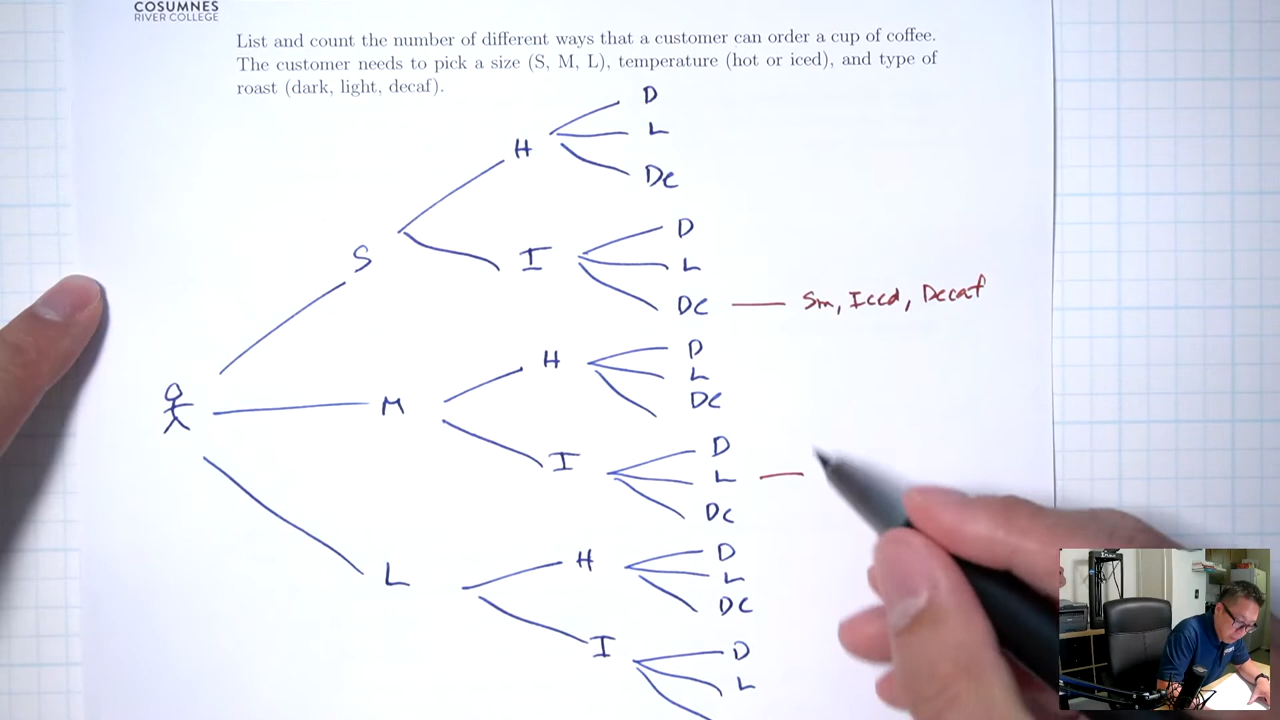 COSUMNES
RIVER COLLEGE
List and count the number of different ways that a customer can order a cup of coffee.
The customer needs to pick a size (S, M, L), temperature (hot or iced), and type of
roast (dark, light, decaf).
D
H
L
DC
D
S
I
L
DC
Sm, Iced, Decaf
D
H
L
DC
M
D
I
L
DC
D
H
L
L
DC
I
D
L